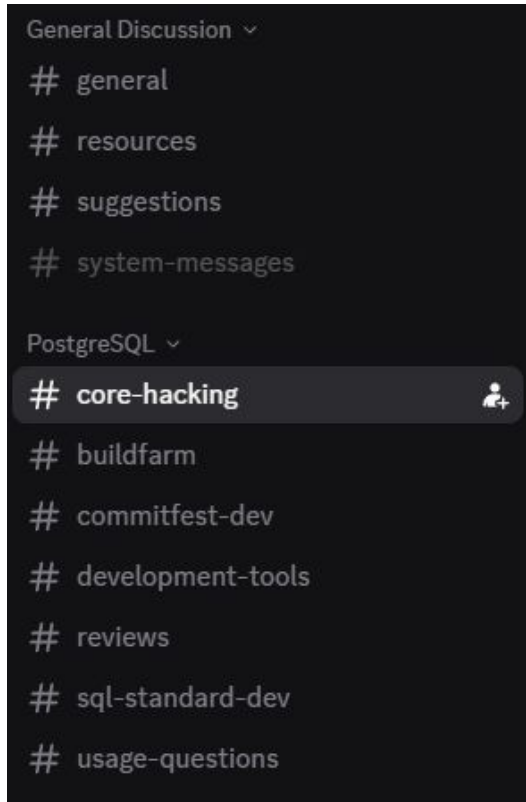 General Discussion
# general
# resources
# suggestions
# system-messages
PostgreSQL
# core-hacking
# buildfarm
# commitfest-dev
# development-tools
# reviews
# sql-standard-dev
# usage-questions